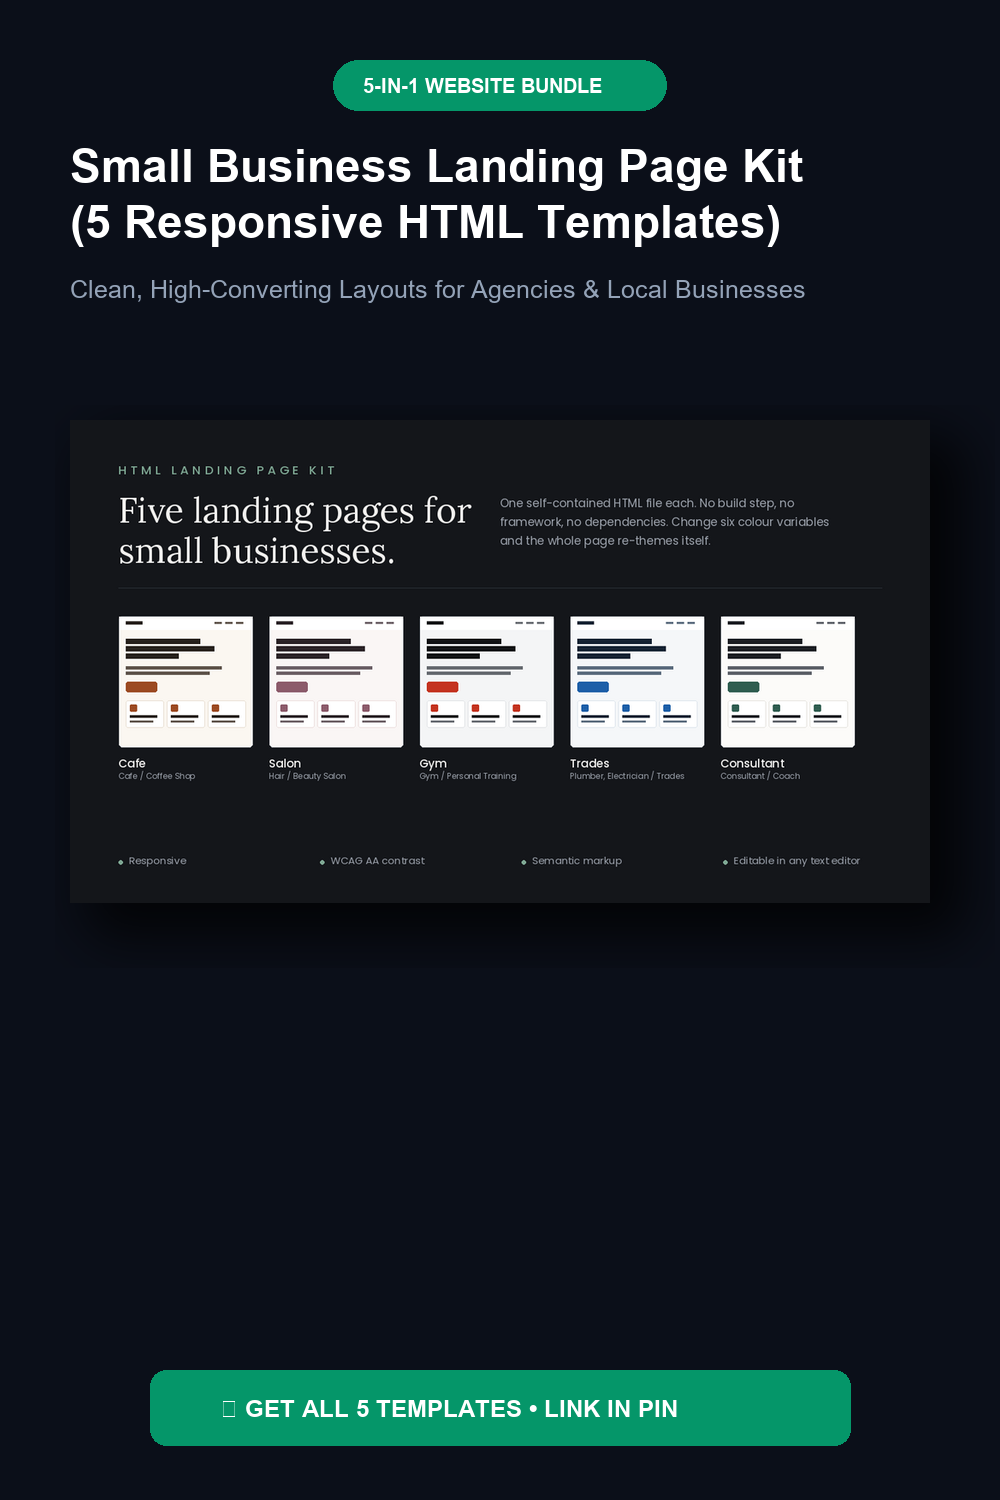 5-IN-1 WEBSITE BUNDLE
Small Business Landing Page Kit
(5 Responsive HTML Templates)
Clean, High-Converting Layouts for Agencies & Local Businesses
HTML LANDING PAGE KIT
Five landing pages for
small businesses.
One self-contained HTML file each. No build step, no
framework, no dependencies. Change six colour variables
and the whole page re-themes itself.
Cafe
Cafe / Coffee Shop
Salon
Hair / Beauty Salon
Gym
Gym / Personal Training
Trades
Plumber, Electrician / Trades
Consultant
Consultant / Coach
Responsive
WCAG AA contrast
Semantic markup
Editable in any text editor
GET ALL 5 TEMPLATES • LINK IN PIN